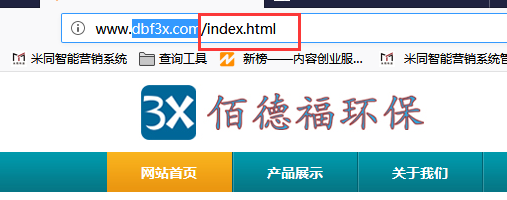 www.dbf3x.com/index.html
米同智能营销系统 查询工具 新榜——内容创业服... 米同智能营销系统管
3X 佰德福环保
网站首页 产品展示 关于我们